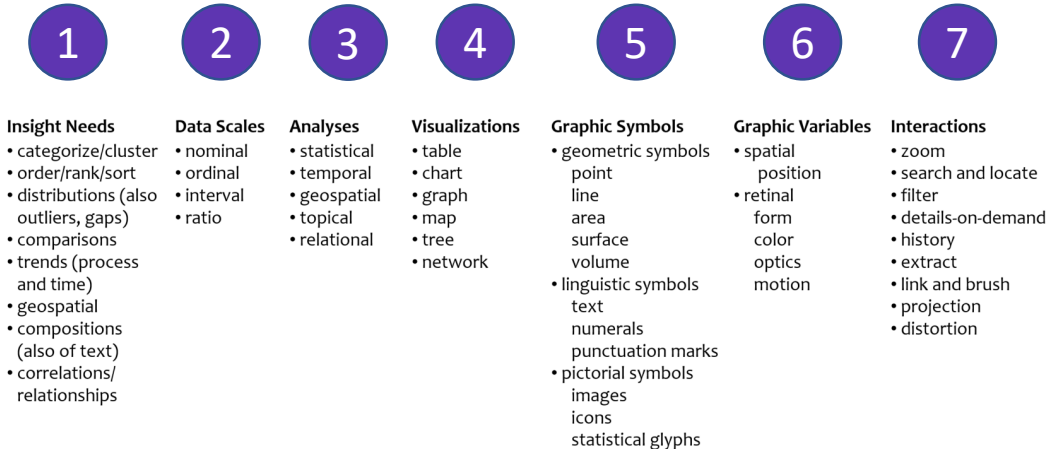 1
2
3
4
5
6
7
Insight Needs
• categorize/cluster
• order/rank/sort
• distributions (also
outliers, gaps)
• comparisons
• trends (process
and time)
• geospatial
• compositions
(also of text)
• correlations/
relationships
Data Scales
• nominal
• ordinal
• interval
• ratio
Analyses
• statistical
• temporal
• geospatial
• topical
• relational
Visualizations
• table
• chart
• graph
• map
• tree
• network
Graphic Symbols
• geometric symbols
point
line
area
surface
volume
• linguistic symbols
text
numerals
punctuation marks
• pictorial symbols
images
icons
statistical glyphs
Graphic Variables
• spatial
position
• retinal
form
color
optics
motion
Interactions
• zoom
• search and locate
• filter
• details-on-demand
• history
• extract
• link and brush
• projection
• distortion